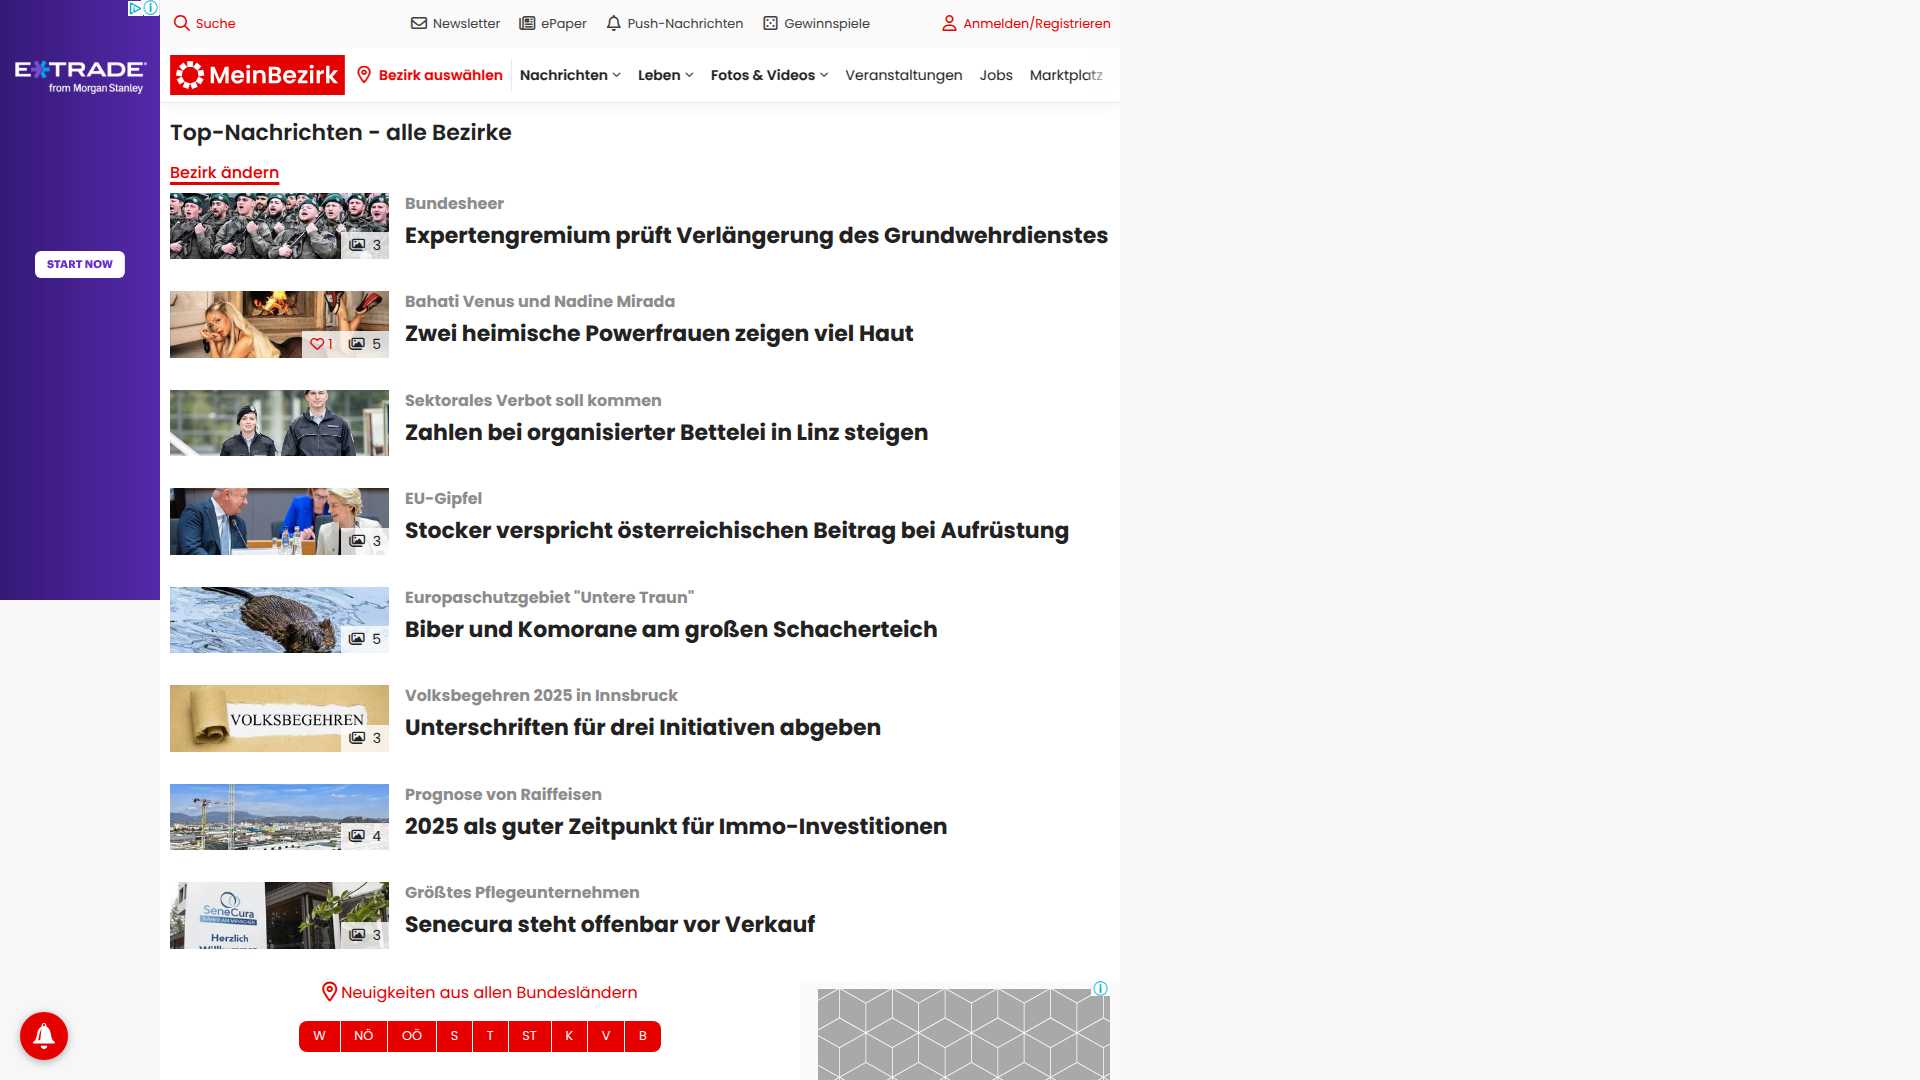 Suche
Newsletter
ePaper
Push-Nachrichten
Gewinnspiele
Anmelden/Registrieren
E*TRADE
from Morgan Stanley
START NOW
MeinBezirk
Bezirk auswählen
Nachrichten
Leben
Fotos & Videos
Veranstaltungen
Jobs
Marktplatz
Top-Nachrichten - alle Bezirke
Bezirk ändern
3
Bundesheer
Expertengremium prüft Verlängerung des Grundwehrdienstes
1
5
Bahati Venus und Nadine Mirada
Zwei heimische Powerfrauen zeigen viel Haut
Sektorales Verbot soll kommen
Zahlen bei organisierter Bettelei in Linz steigen
3
EU-Gipfel
Stocker verspricht österreichischen Beitrag bei Aufrüstung
5
Europaschutzgebiet "Untere Traun"
Biber und Komorane am großen Schacherteich
VOLKSBEGEHREN
3
Volksbegehren 2025 in Innsbruck
Unterschriften für drei Initiativen abgeben
4
Prognose von Raiffeisen
2025 als guter Zeitpunkt für Immo-Investitionen
SeneCura
Herzlich
3
Größtes Pflegeunternehmen
Senecura steht offenbar vor Verkauf
Neuigkeiten aus allen Bundesländern
W
NÖ
OÖ
S
T
ST
K
V
B